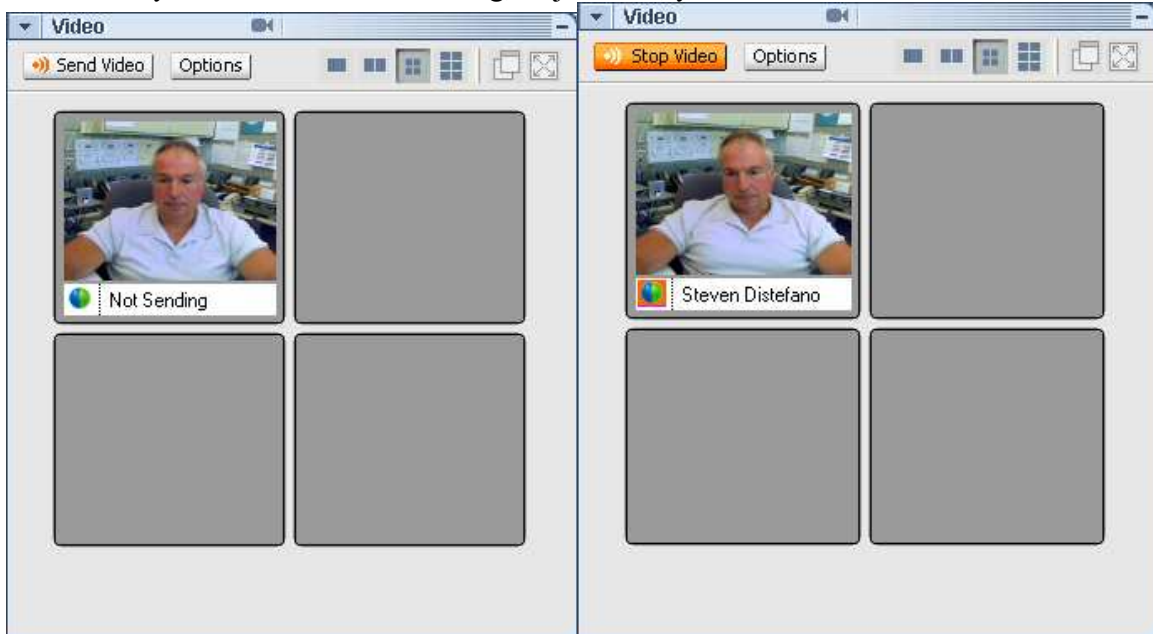 Video
Send Video Options
Not Sending
Video
Stop Video Options
Steven Distefano